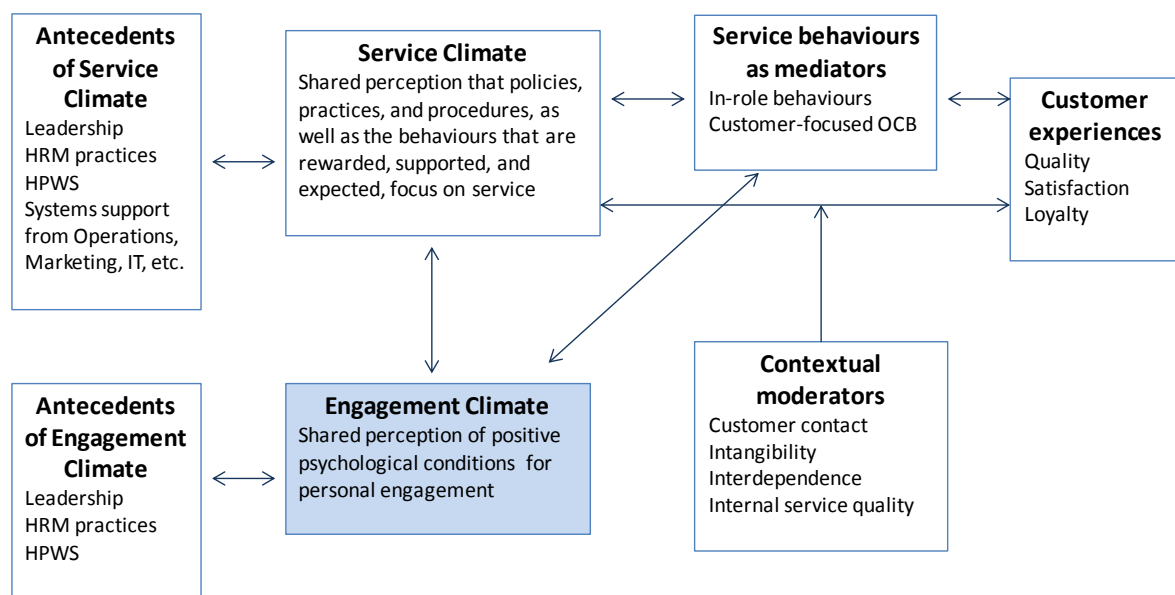 Antecedents
of Service
Climate
Leadership
HRM practices
HPWS
Systems support
from Operations,
Marketing, IT, etc.
Service Climate
Shared perception that policies,
practices, and procedures, as
well as the behaviours that are
rewarded, supported, and
expected, focus on service
Service behaviours
as mediators
In-role behaviours
Customer-focused OCB
Customer
experiences
Quality
Satisfaction
Loyalty
Antecedents
of Engagement
Climate
Leadership
HRM practices
HPWS
Engagement Climate
Shared perception of positive
psychological conditions for
personal engagement
Contextual
moderators
Customer contact
Intangibility
Interdependence
Internal service quality